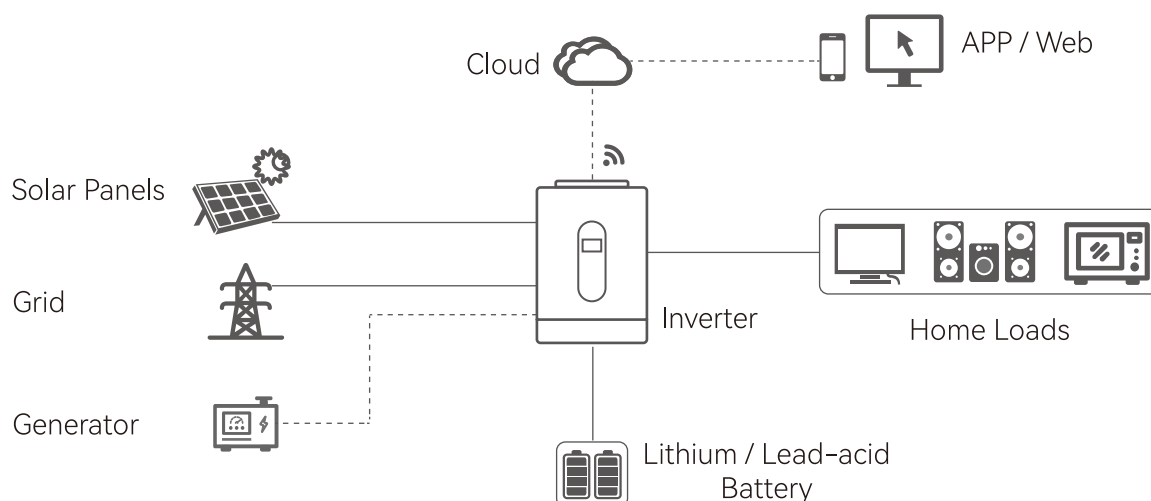 Cloud
APP / Web
Solar Panels
Grid
Inverter
Home Loads
Generator
Lithium / Lead-acid
Battery